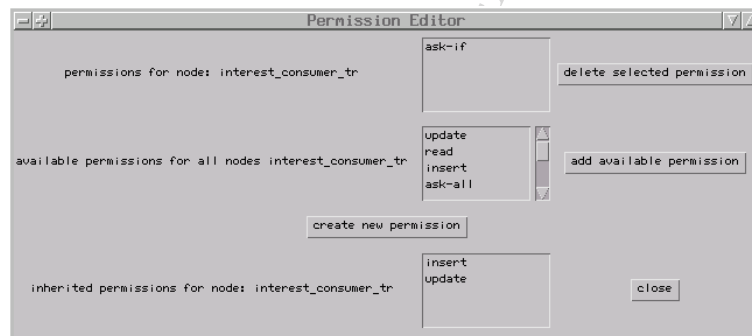 Permission Editor
ask-if
permissions for node: interest_consumer_tr
delete selected permission
update
read
insert
ask-all
available permissions for all nodes interest_consumer_tr
add available permission
create new permission
insert
update
inherited permissions for node: interest_consumer_tr
close